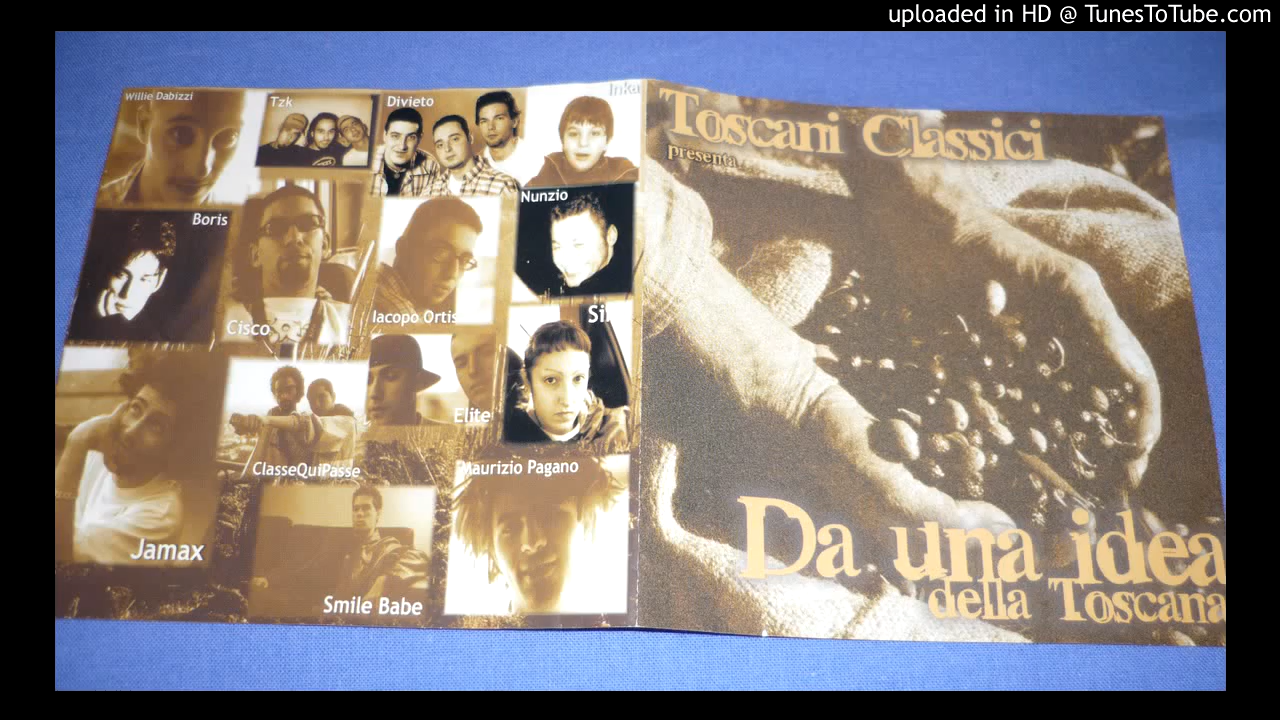 uploaded in HD @ TunesToTube.com
Willie Dabizzi
Tzk
Divieto
Inka
Boris
Cisco
Iacopo Ortis
Nunzio
Elite
Jamax
ClasseQuiPasse
Maurizio Pagano
Smile Babe
Toscani Classici
presenta
Da una idea
della Toscana